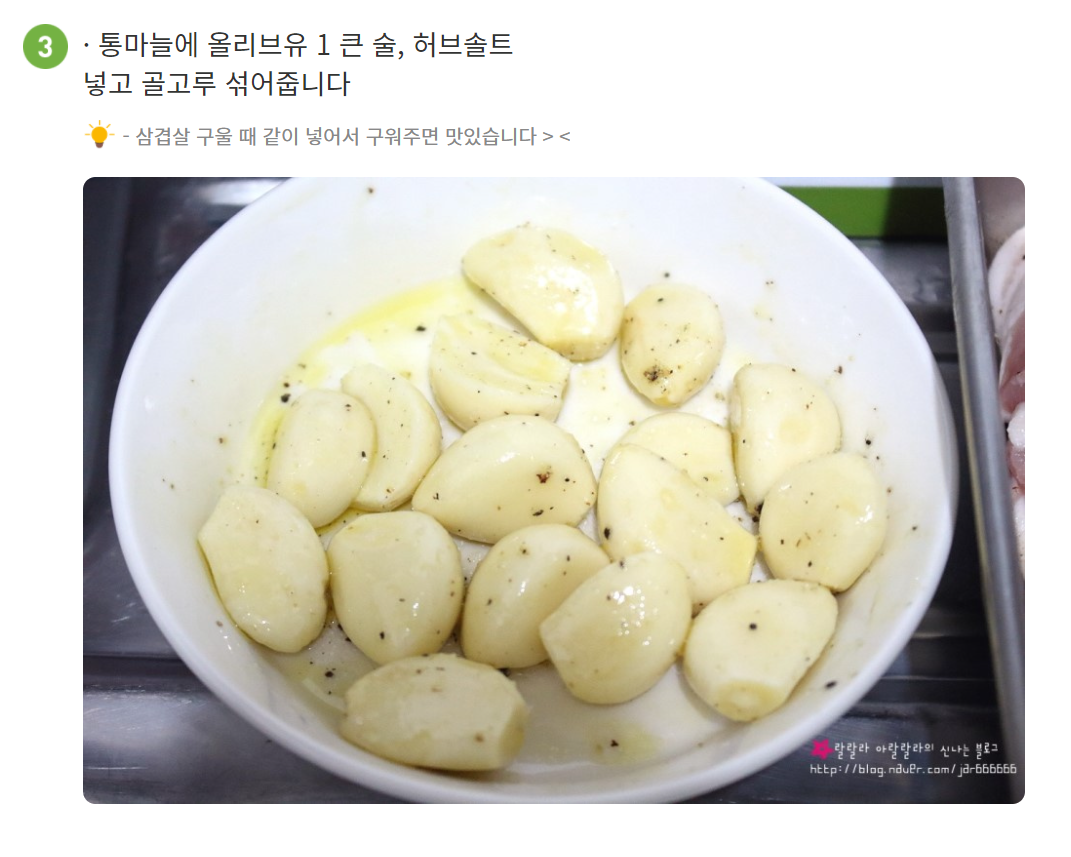 3
· 통마늘에 올리브유 1 큰 술, 허브솔트
넣고 골고루 섞어줍니다
- 삼겹살 구울 때 같이 넣어서 구워주면 맛있습니다 > <
랄랄라 아랄랄라의 신나는 블로그
http://blog.naver.com/jar666666